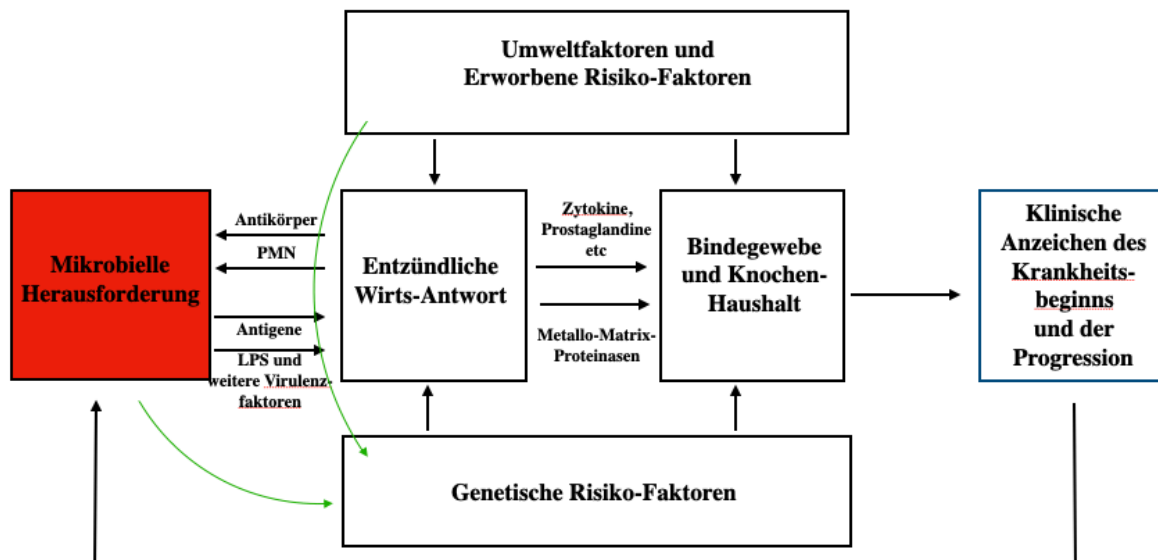 Umweltfaktoren und
Erworbene Risiko-Faktoren
Mikrobielle
Herausforderung
Antikörper
PMN
Antigene
LPS und
weitere Virulenz-
faktoren
Entzündliche
Wirts-Antwort
Zytokine,
Prostaglandine
etc
Metallo-Matrix-
Proteinasen
Bindegewebe
und Knochen-
Haushalt
Klinische
Anzeichen des
Krankheits-
beginns
und der
Progression
Genetische Risiko-Faktoren